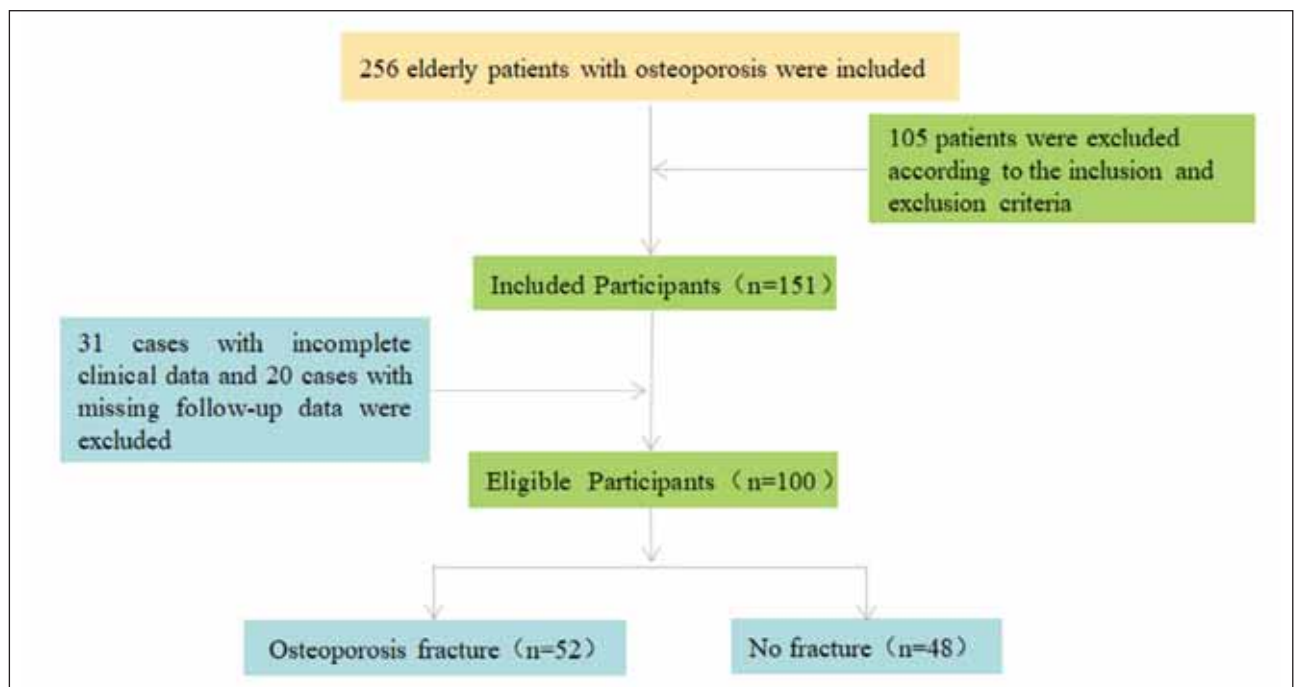 256 elderly patients with osteoporosis were included
105 patients were excluded
according to the inclusion and
exclusion criteria
Included Participants（n=151）
31 cases with incomplete
clinical data and 20 cases with
missing follow-up data were
excluded
Eligible Participants（n=100）
Osteoporosis fracture（n=52）
No fracture（n=48）